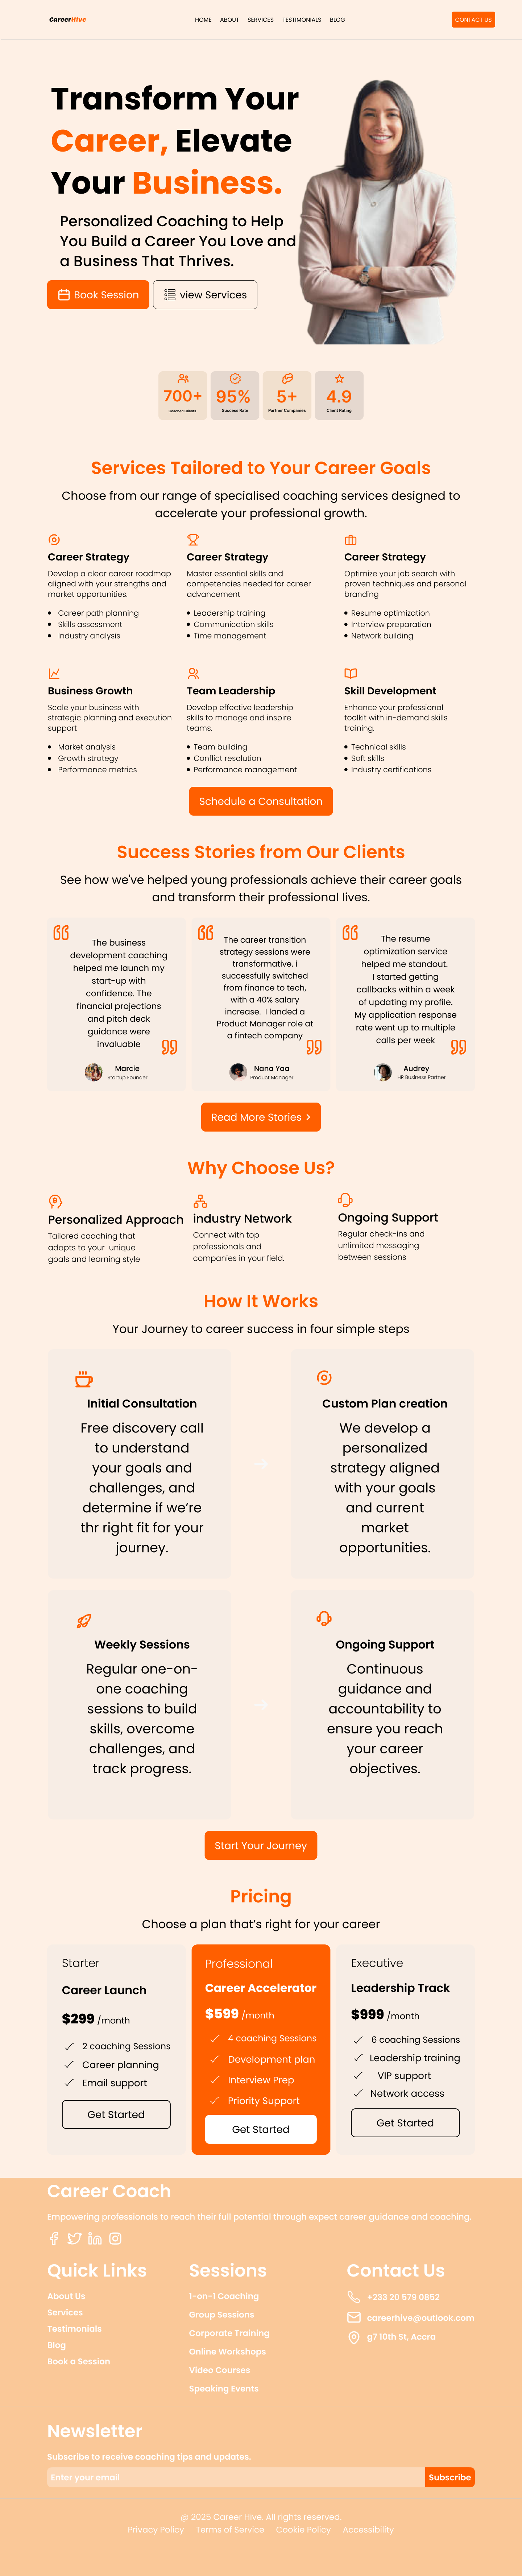 CareerHive
HOME ABOUT SERVICES TESTIMONIALS BLOG
CONTACT US
Transform Your
Career, Elevate
Your Business.
Personalized Coaching to Help
You Build a Career You Love and
a Business That Thrives.
Book Session
view Services
700+
Coached Clients
95%
Success Rate
5+
Partner Companies
4.9
Client Rating
Services Tailored to Your Career Goals
Choose from our range of specialised coaching services designed to
accelerate your professional growth.
Career Strategy
Develop a clear career roadmap
aligned with your strengths and
market opportunities.
Career path planning
Skills assessment
Industry analysis
Career Strategy
Master essential skills and
competencies needed for career
advancement
Leadership training
Communication skills
Time management
Career Strategy
Optimize your job search with
proven techniques and personal
branding
Resume optimization
Interview preparation
Network building
Business Growth
Scale your business with
strategic planning and execution
support
Market analysis
Growth strategy
Performance metrics
Team Leadership
Develop effective leadership
skills to manage and inspire
teams.
Team building
Conflict resolution
Performance management
Skill Development
Enhance your professional
toolkit with in-demand skills
training.
Technical skills
Soft skills
Industry certifications
Schedule a Consultation
Success Stories from Our Clients
See how we've helped young professionals achieve their career goals
and transform their professional lives.
The business
development coaching
helped me launch my
start-up with
confidence. The
financial projections
and pitch deck
guidance were
invaluable
Marcie
Startup Founder
The career transition
strategy sessions were
transformative. i
successfully switched
from finance to tech,
with a 40% salary
increase. I landed a
Product Manager role at
a fintech company
Nana Yaa
Product Manager
The resume
optimization service
helped me standout.
I started getting
callbacks within a week
of updating my profile.
My application response
rate went up to multiple
calls per week
Audrey
HR Business Partner
Read More Stories
Why Choose Us?
Personalized Approach
Tailored coaching that
adapts to your unique
goals and learning style
industry Network
Connect with top
professionals and
companies in your field.
Ongoing Support
Regular check-ins and
unlimited messaging
between sessions
How It Works
Your Journey to career success in four simple steps
Initial Consultation
Free discovery call
to understand
your goals and
challenges, and
determine if we're
thr right fit for your
journey.
Custom Plan creation
We develop a
personalized
strategy aligned
with your goals
and current
market
opportunities.
Weekly Sessions
Regular one-on-
one coaching
sessions to build
skills, overcome
challenges, and
track progress.
Ongoing Support
Continuous
guidance and
accountability to
ensure you reach
your career
objectives.
Start Your Journey
Pricing
Choose a plan that's right for your career
Starter
Career Launch
$299 /month
2 coaching Sessions
Career planning
Email support
Get Started
Professional
Career Accelerator
$599 /month
4 coaching Sessions
Development plan
Interview Prep
Priority Support
Get Started
Executive
Leadership Track
$999 /month
6 coaching Sessions
Leadership training
VIP support
Network access
Get Started
Career Coach
Empowering professionals to reach their full potential through expect career guidance and coaching.
Quick Links
About Us
Services
Testimonials
Blog
Book a Session
Sessions
1-on-1 Coaching
Group Sessions
Corporate Training
Online Workshops
Video Courses
Speaking Events
Contact Us
+233 20 579 0852
careerhive@outlook.com
g7 10th St, Accra
Newsletter
Subscribe to receive coaching tips and updates.
Enter your email
Subscribe
@ 2025 Career Hive. All rights reserved.
Privacy Policy Terms of Service Cookie Policy Accessibility